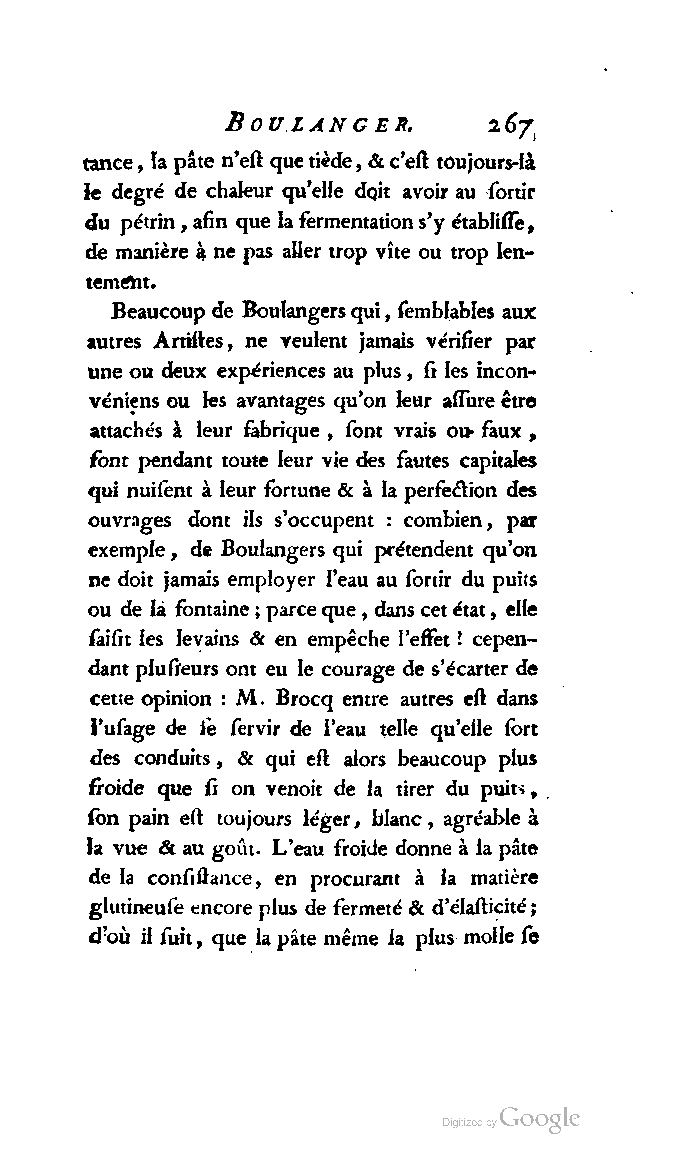 BOULANGER. 267
tance, la pâte n'eſt que tiède, & c'eſt toujours-là
le degré de chaleur qu'elle doit avoir au ſortir
du pétrin, afin que la fermentation s'y établiſſe,
de manière à ne pas aller trop vîte ou trop len-
tement.
Beaucoup de Boulangers qui, ſemblables aux
autres Artiſtes, ne veulent jamais vérifier par
une ou deux expériences au plus, ſi les incon-
véniens ou les avantages qu'on leur aſſure être
attachés à leur fabrique, ſont vrais ou faux,
font pendant toute leur vie des fautes capitales
qui nuiſent à leur fortune & à la perfection des
ouvrages dont ils s'occupent : combien, par
exemple, de Boulangers qui prétendent qu'on
ne doit jamais employer l'eau au ſortir du puits
ou de la fontaine ; parce que, dans cet état, elle
ſaiſit les levains & en empêche l'effet ! cepen-
dant pluſieurs ont eu le courage de s'écarter de
cette opinion : M. Brocq entre autres eſt dans
l'uſage de ſe ſervir de l'eau telle qu'elle ſort
des conduits, & qui eſt alors beaucoup plus
froide que ſi on venoit de la tirer du puits,
ſon pain eſt toujours léger, blanc, agréable à
la vue & au goût. L'eau froide donne à la pâte
de la conſiſtance, en procurant à la matière
glutineuſe encore plus de fermeté & d'élaſticité ;
d'où il ſuit, que la pâte même la plus molle ſe
Digitized by Google